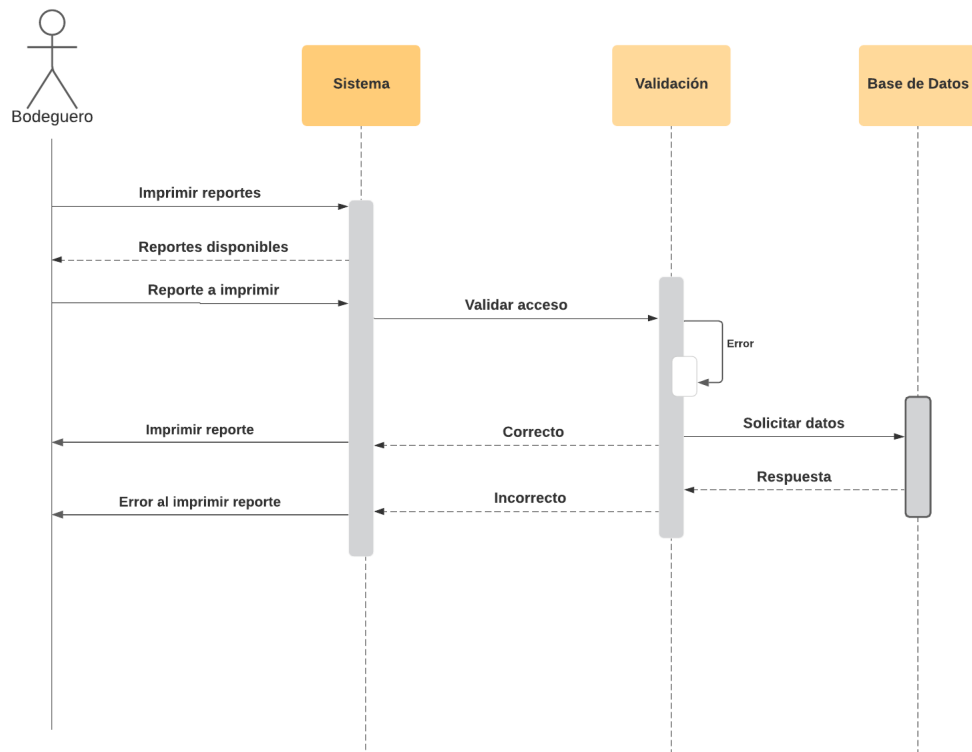 Bodeguero
Sistema
Validación
Base de Datos
Imprimir reportes
Reportes disponibles
Reporte a imprimir
Validar acceso
Error
Solicitar datos
Imprimir reporte
Correcto
Respuesta
Incorrecto
Error al imprimir reporte